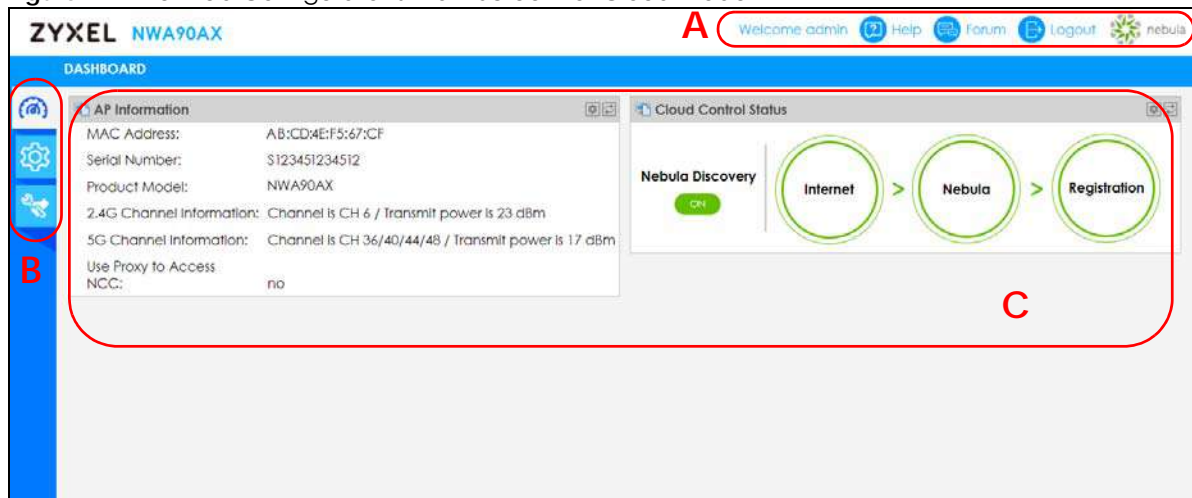 ZYXEL NWA90AX
A
Welcome admin Help Forum Logout nebula
DASHBOARD
AP Information
MAC Address: AB:CD:4E:F5:67:CF
Serial Number: S123451234512
Product Model: NWA90AX
2.4G Channel Information: Channel is CH 6 / Transmit power is 23 dBm
5G Channel Information: Channel is CH 36/40/44/48 / Transmit power is 17 dBm
Use Proxy to Access
NCC: no
Cloud Control Status
Nebula Discovery
ON
Internet > Nebula > Registration
B
C